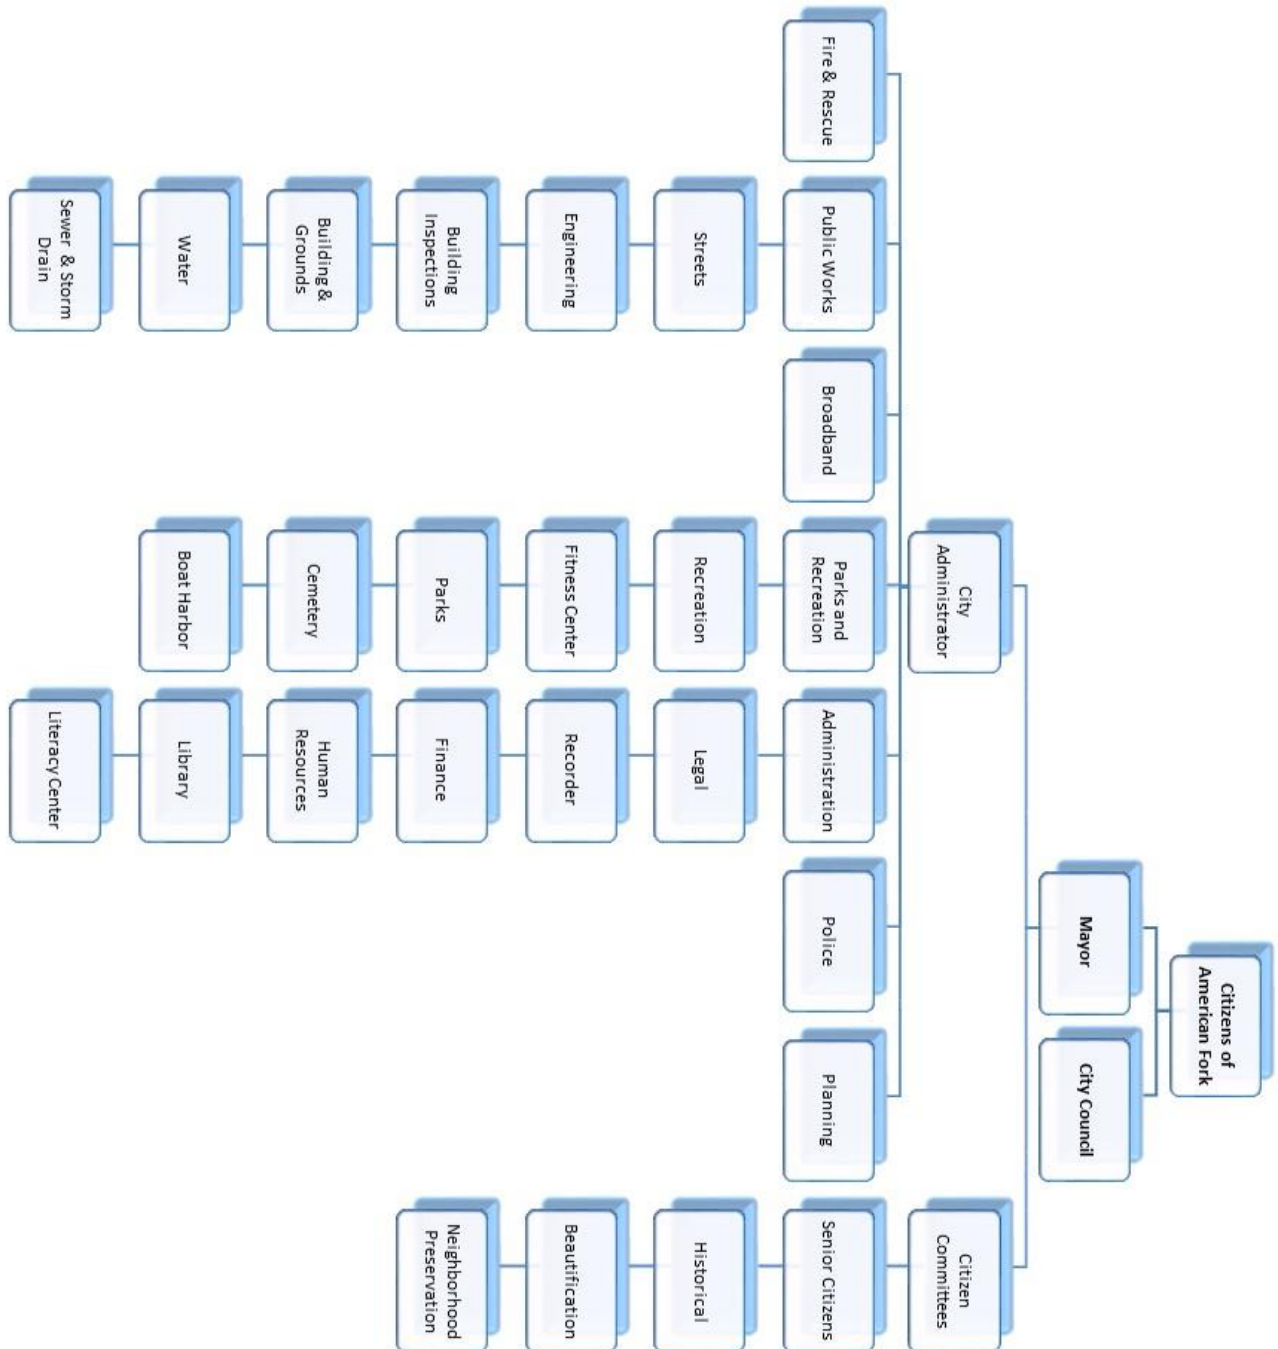 Citizens of
American Fork
Mayor
City Council
City
Administrator
Citizen
Committees
Fire & Rescue
Public Works
Broadband
Parks and
Recreation
Administration
Police
Planning
Senior Citizens
Streets
Recreation
Legal
Historical
Engineering
Fitness Center
Recorder
Beautification
Building
Inspections
Parks
Finance
Neighborhood
Preservation
Building &
Grounds
Cemetery
Human
Resources
Water
Boat Harbor
Library
Sewer & Storm
Drain
Literacy Center